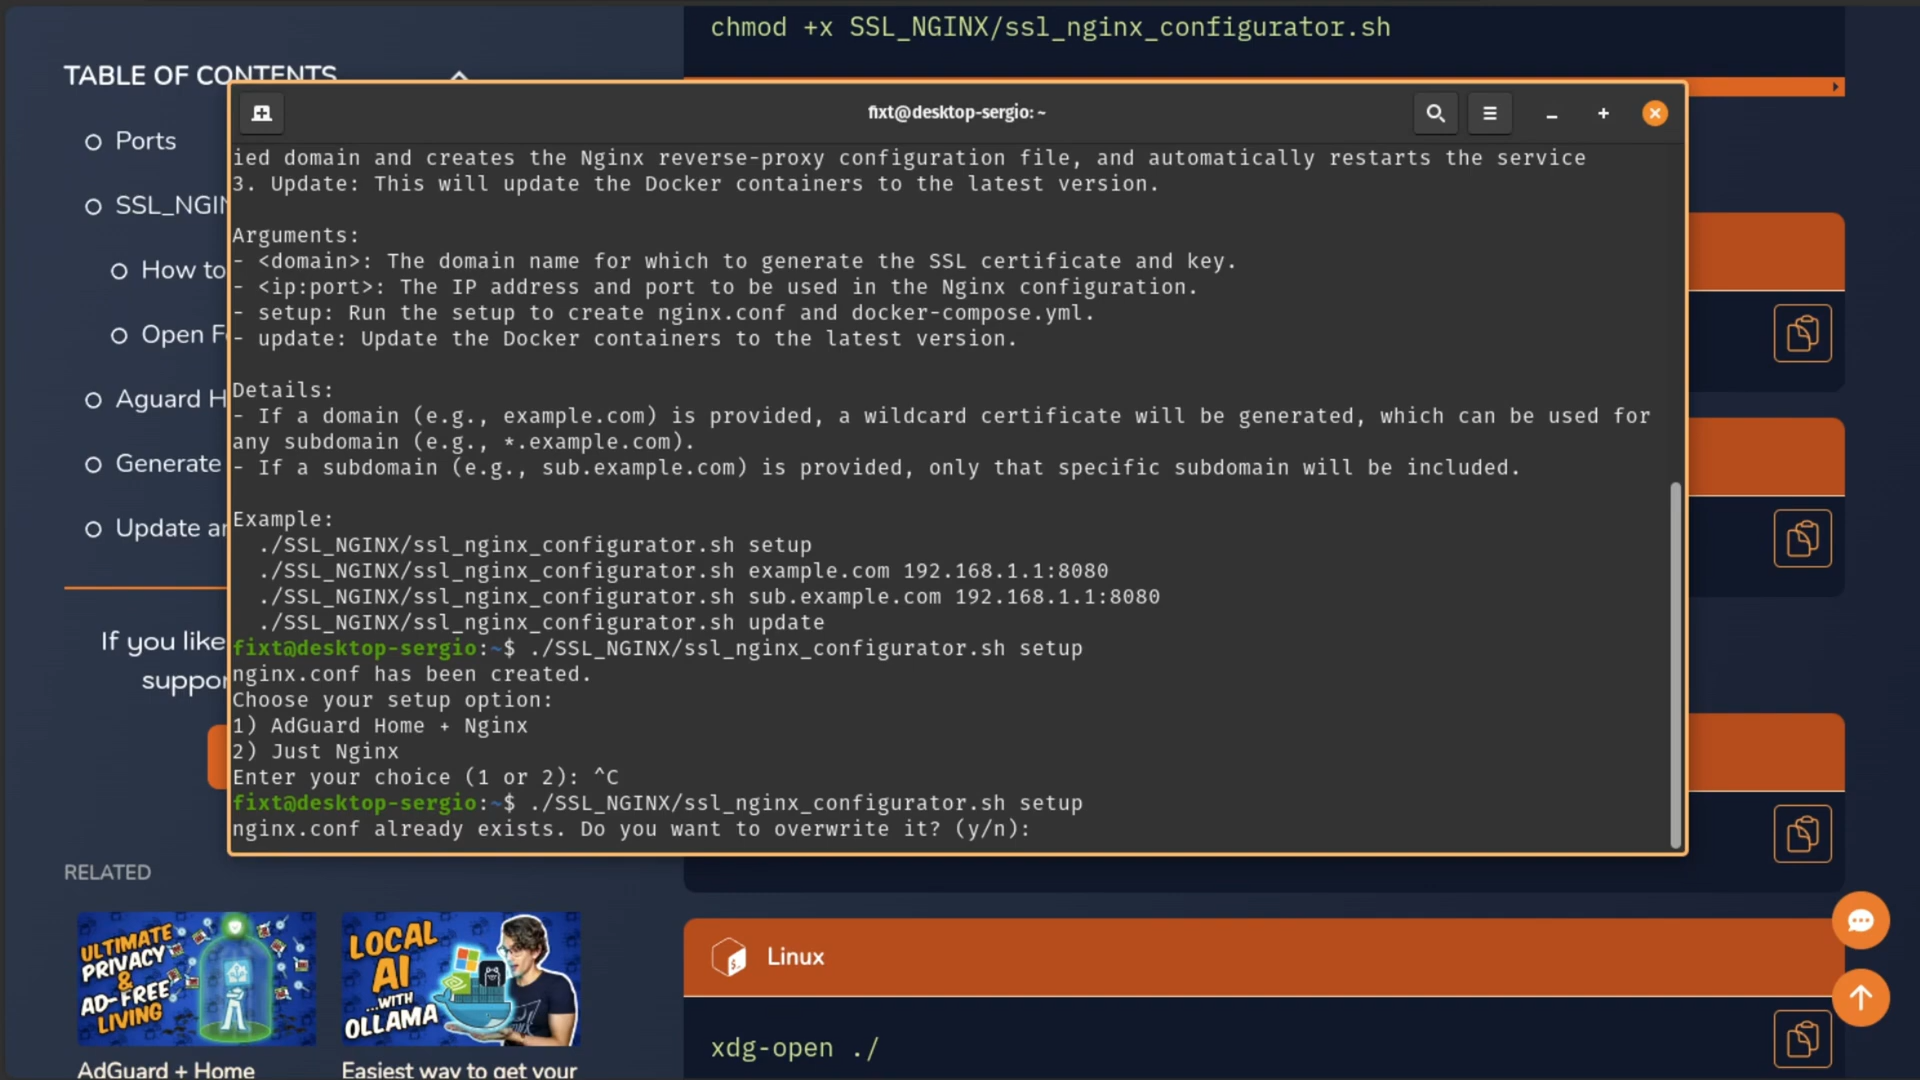 chmod +x SSL_NGINX/ssl_nginx_configurator.sh
TABLE OF CONTENTS
Ports
SSL_NGIN
How to
Open F
Aguard H
Generate
Update ar
If you like
suppor
fixt@desktop-sergio: ~
ied domain and creates the Nginx reverse-proxy configuration file, and automatically restarts the service
3. Update: This will update the Docker containers to the latest version.
Arguments:
- <domain>: The domain name for which to generate the SSL certificate and key.
- <ip:port>: The IP address and port to be used in the Nginx configuration.
- setup: Run the setup to create nginx.conf and docker-compose.yml.
- update: Update the Docker containers to the latest version.
Details:
- If a domain (e.g., example.com) is provided, a wildcard certificate will be generated, which can be used for
any subdomain (e.g., *.example.com).
- If a subdomain (e.g., sub.example.com) is provided, only that specific subdomain will be included.
Example:
./SSL_NGINX/ssl_nginx_configurator.sh setup
./SSL_NGINX/ssl_nginx_configurator.sh example.com 192.168.1.1:8080
./SSL_NGINX/ssl_nginx_configurator.sh sub.example.com 192.168.1.1:8080
./SSL_NGINX/ssl_nginx_configurator.sh update
fixt@desktop-sergio:~$ ./SSL_NGINX/ssl_nginx_configurator.sh setup
nginx.conf has been created.
Choose your setup option:
1) AdGuard Home + Nginx
2) Just Nginx
Enter your choice (1 or 2): ^C
fixt@desktop-sergio:~$ ./SSL_NGINX/ssl_nginx_configurator.sh setup
nginx.conf already exists. Do you want to overwrite it? (y/n):
RELATED
ULTIMATE
PRIVACY
&
AD-FREE
LIVING
AdGuard + Home
LOCAL
AI
...WITH
OLLAMA
Easiest way to get your
Linux
xdg-open ./